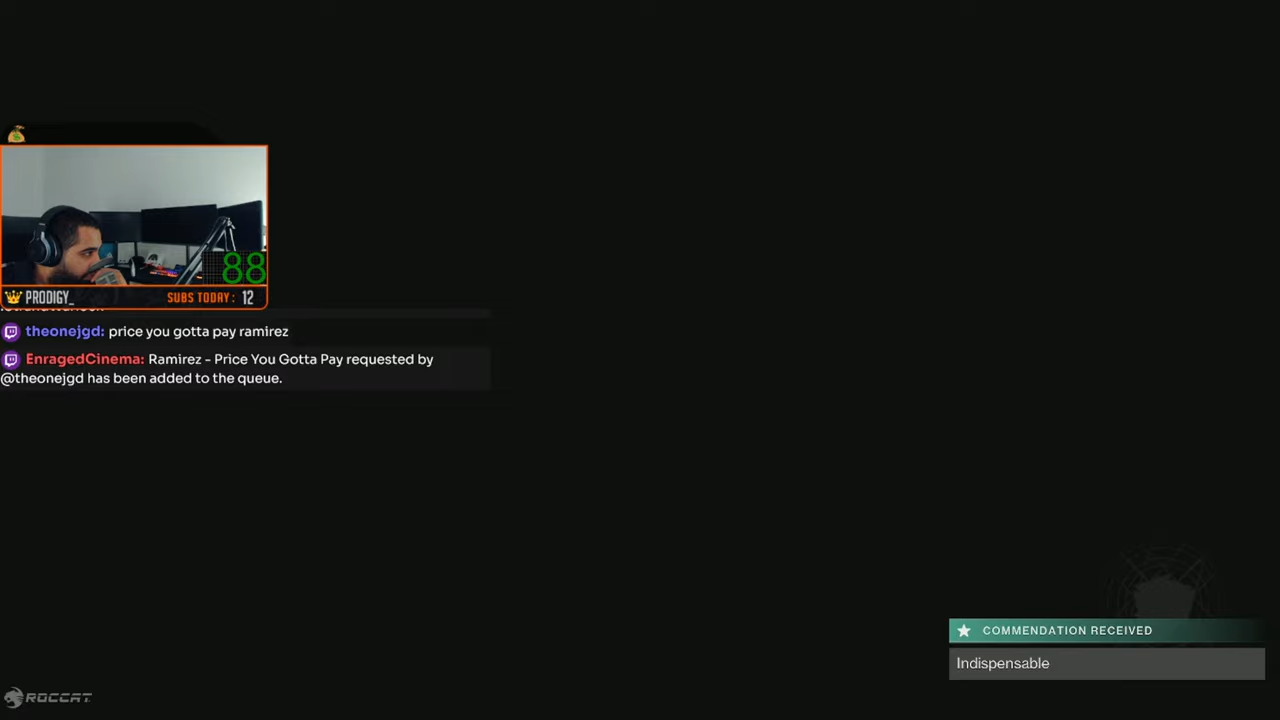 88
PRODIGY_ SUBS TODAY: 12
theonejgd: price you gotta pay ramirez
EnragedCinema: Ramirez - Price You Gotta Pay requested by
@theonejgd has been added to the queue.
COMMENDATION RECEIVED
Indispensable
ROCCAT